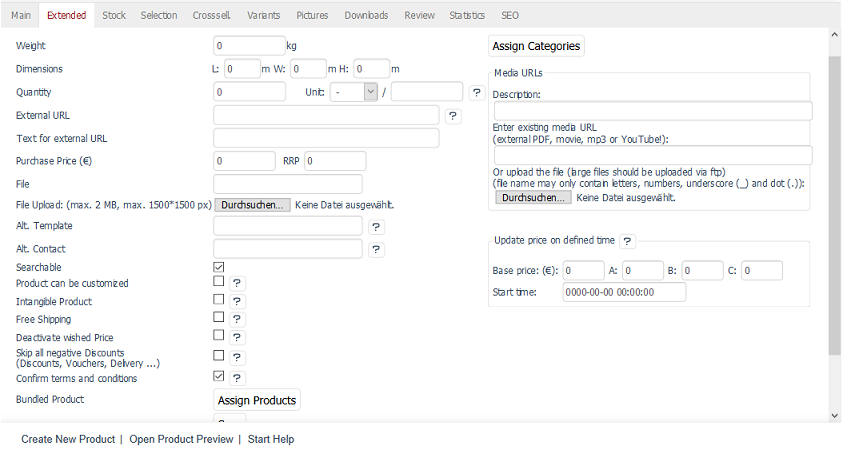 Main Extended Stock Selection Crosssell. Variants Pictures Downloads Review Statistics SEO
Weight 0 kg
Dimensions L: 0 m W: 0 m H: 0 m
Quantity 0 Unit: - / ?
External URL ?
Text for external URL
Purchase Price (€) 0 RRP 0
File
File Upload: (max. 2 MB, max. 1500*1500 px) Durchsuchen... Keine Datei ausgewählt.
Alt. Template ?
Alt. Contact ?
Searchable
Product can be customized ?
Intangible Product ?
Free Shipping ?
Deactivate wished Price ?
Skip all negative Discounts
(Discounts, Vouchers, Delivery ...) ?
Confirm terms and conditions ?
Bundled Product Assign Products
Assign Categories
Media URLs
Description:
Enter existing media URL
(external PDF, movie, mp3 or YouTube!):
Or upload the file (large files should be uploaded via ftp)
(file name may only contain letters, numbers, underscore (_) and dot (.)):
Durchsuchen... Keine Datei ausgewählt.
Update price on defined time ?
Base price: (€): 0 A: 0 B: 0 C: 0
Start time: 0000-00-00 00:00:00
Create New Product | Open Product Preview | Start Help